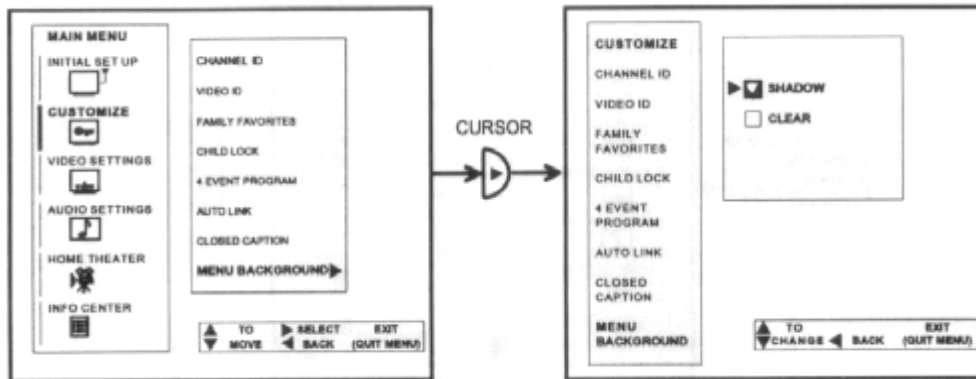 MAIN MENU
INITIAL SET UP
CUSTOMIZE
VIDEO SETTINGS
AUDIO SETTINGS
HOME THEATER
INFO CENTER
CHANNEL ID
VIDEO ID
FAMILY FAVORITES
CHILD LOCK
4 EVENT PROGRAM
AUTO LINK
CLOSED CAPTION
MENU BACKGROUND
TO SELECT EXIT
MOVE BACK (QUIT MENU)
CURSOR
CUSTOMIZE
CHANNEL ID
VIDEO ID
FAMILY
FAVORITES
CHILD LOCK
4 EVENT
PROGRAM
AUTO LINK
CLOSED
CAPTION
MENU
BACKGROUND
SHADOW
CLEAR
TO EXIT
CHANGE BACK (QUIT MENU)